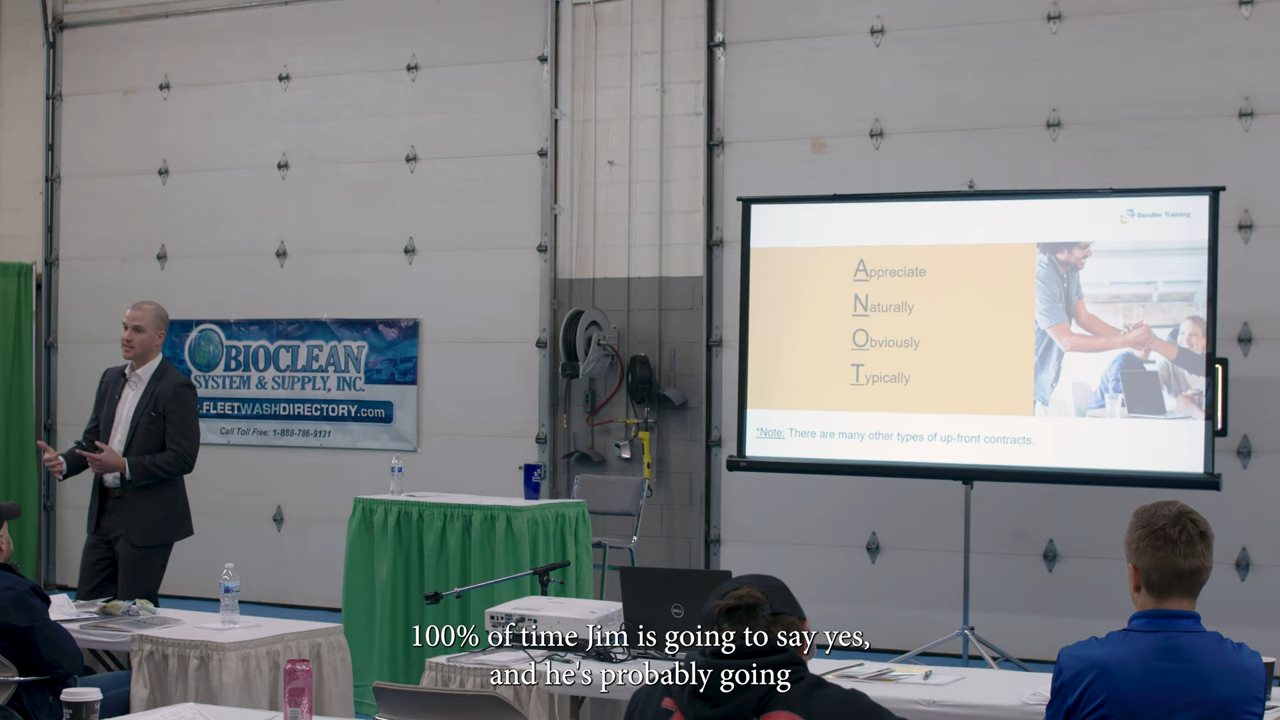 Sandler Training
Appreciate
Naturally
Obviously
Typically
*Note: There are many other types of up-front contracts.
BIOCLEAN
SYSTEM & SUPPLY, INC.
.FLEETWASHDIRECTORY.com
Call Toll Free: 1-888-786-9131
DELL
100% of time Jim is going to say yes,
and he's probably going